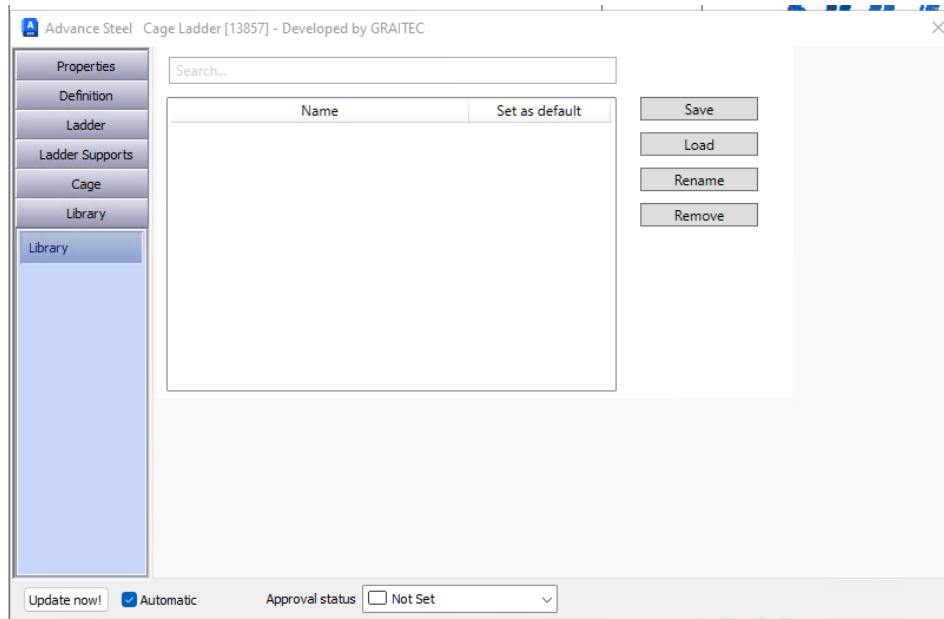 Advance Steel Cage Ladder [13857] - Developed by GRAITEC
Properties
Definition
Ladder
Ladder Supports
Cage
Library
Library
Search...
Name Set as default
Save
Load
Rename
Remove
Update now! Automatic Approval status Not Set